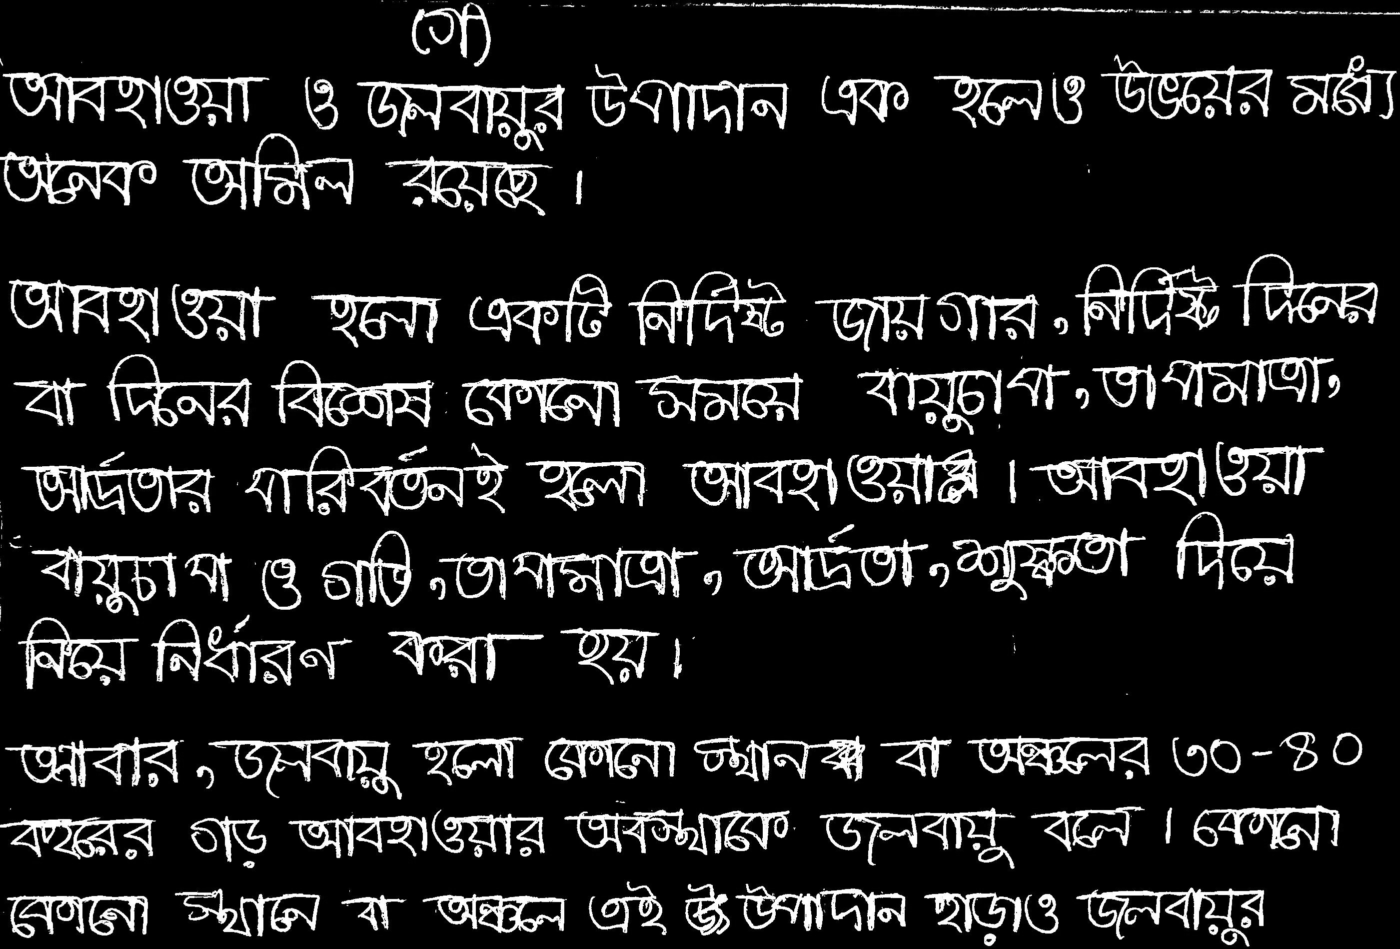 (গ)
আবহাওয়া ও জলবায়ুর উপাদান এক হলেও উভয়ের মধ্যে
অনেক অমিল রয়েছে।
আবহাওয়া হলো একটি নির্দিষ্ট জায়গার, নির্দিষ্ট দিনের
বা দিনের বিশেষ কোনো সময়ে বায়ুচাপ, তাপমাত্রা,
আর্দ্রতার পরিবর্তনই হলো আবহাওয়া। আবহাওয়া
বায়ুচাপ ও গতি, তাপমাত্রা, আর্দ্রতা, শুষ্কতা দিয়ে
নিয়ে নির্ধারণ করা হয়।
আবার, জলবায়ু হলো কোনো স্থান বা অঞ্চলের ৩০-৪০
বছরের গড় আবহাওয়ার অবস্থাকে জলবায়ু বলে। কোনো
কোনো স্থানে বা অঞ্চলে এই উপাদান ছাড়াও জলবায়ুর